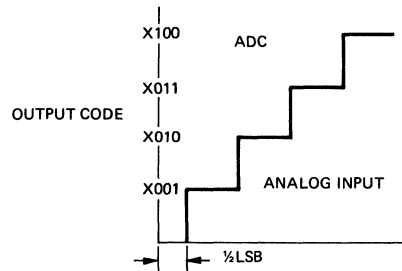 X100
ADC
X011
OUTPUT CODE
X010
X001
ANALOG INPUT
½LSB